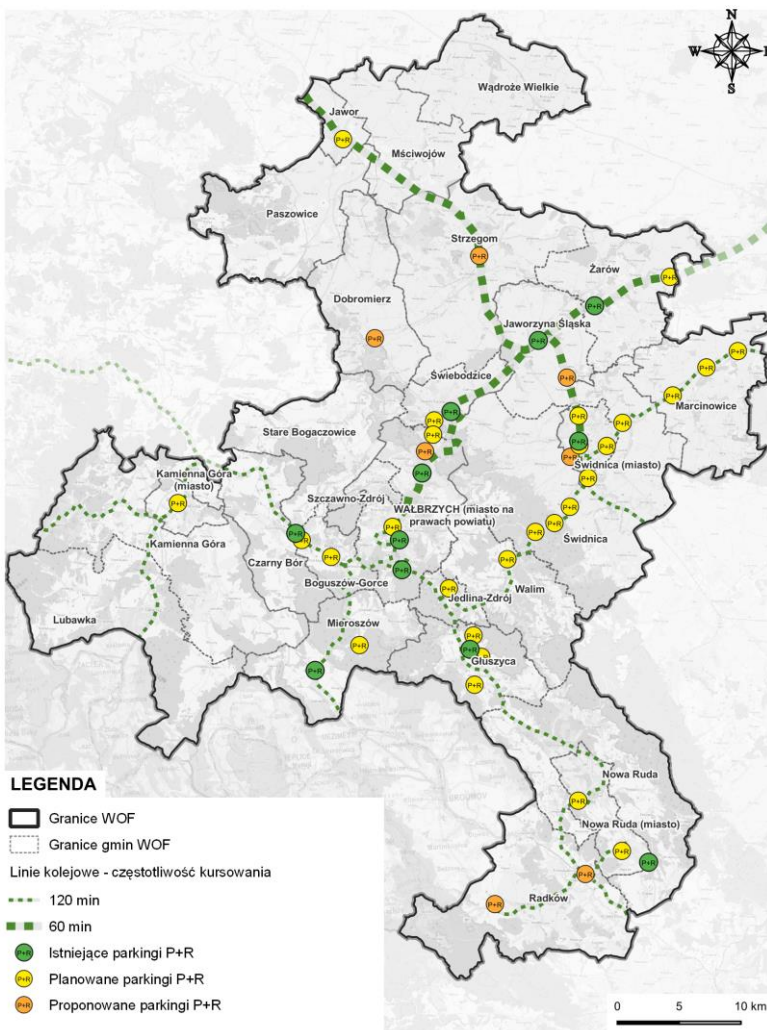 N
W
E
S
Wądroże Wielkie
Jawor
P+R
Mściwojów
Paszowice
Strzegom
P+R
Żarów
P+R
Dobromierz
P+R
Jaworzyna Śląska
P+R
P+R
P+R
Świebodzice
P+R
P+R
P+R
P+R
P+R
P+R
Marcinowice
P+R
P+R
P+R
P+R
P+R
P+R
P+R
Stare Bogaczowice
Świdnica (miasto)
P+R
P+R
Kamienna Góra
(miasto)
P+R
Szczawno-Zdrój
WAŁBRZYCH (miasto na
prawach powiatu)
P+R
P+R
P+R
P+R
P+R
Świdnica
Kamienna Góra
P+R
Czarny Bór
P+R
P+R
Boguszów-Gorce
P+R
Walim
P+R
Jedlina-Zdrój
Lubawka
Mieroszów
P+R
P+R
P+R
P+R
Głuszyca
P+R
Nowa Ruda
P+R
Nowa Ruda (miasto)
P+R
P+R
P+R
Radków
P+R
LEGENDA
Granice WOF
Granice gmin WOF
Linie kolejowe - częstotliwość kursowania
120 min
60 min
P+R Istniejące parkingi P+R
P+R Planowane parkingi P+R
P+R Proponowane parkingi P+R
0 5 10 km